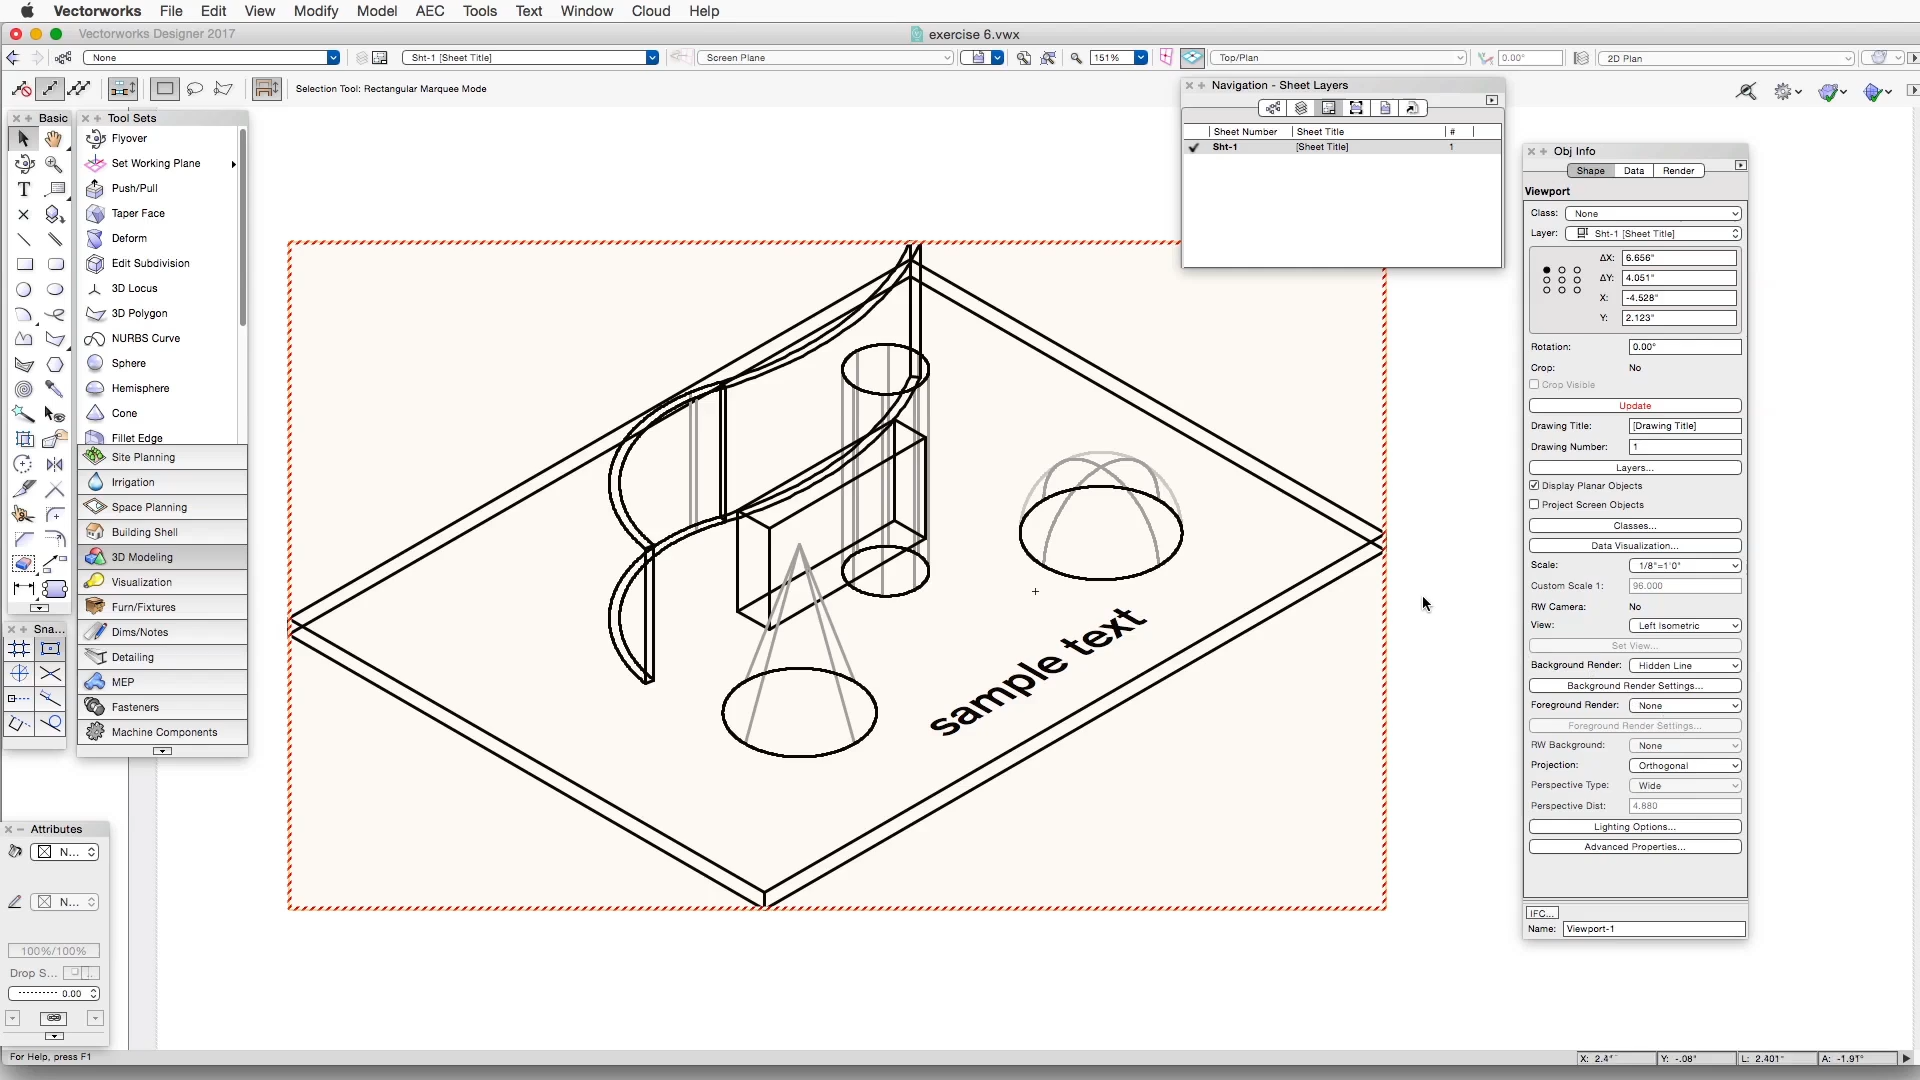 Vectorworks File Edit View Modify Model AEC Tools Text Window Cloud Help
Vectorworks Designer 2017
exercise 6.vwx
None
Sht-1 [Sheet Title]
Screen Plane
151%
Top/Plan
0.00°
2D Plan
Selection Tool: Rectangular Marquee Mode
Basic
Tool Sets
Flyover
Set Working Plane
Push/Pull
Taper Face
Deform
Edit Subdivision
3D Locus
3D Polygon
NURBS Curve
Sphere
Hemisphere
Cone
Fillet Edge
Site Planning
Irrigation
Space Planning
Building Shell
3D Modeling
Visualization
Furn/Fixtures
Dims/Notes
Detailing
MEP
Fasteners
Machine Components
Sna...
Attributes
N...
N...
100%/100%
Drop S...
0.00
sample text
Navigation - Sheet Layers
Sheet Number Sheet Title #
Sht-1 [Sheet Title] 1
Obj Info
Shape Data Render
Viewport
Class: None
Layer: Sht-1 [Sheet Title]
ΔX: 6.656"
ΔY: 4.051"
X: -4.528"
Y: 2.123"
Rotation: 0.00°
Crop: No
Crop Visible
Update
Drawing Title: [Drawing Title]
Drawing Number: 1
Layers...
Display Planar Objects
Project Screen Objects
Classes...
Data Visualization...
Scale: 1/8"=1'0"
Custom Scale 1: 96.000
RW Camera: No
View: Left Isometric
Set View...
Background Render: Hidden Line
Background Render Settings...
Foreground Render: None
Foreground Render Settings...
RW Background: None
Projection: Orthogonal
Perspective Type: Wide
Perspective Dist: 4.880
Lighting Options...
Advanced Properties...
IFC...
Name: Viewport-1
For Help, press F1
Y: -.08" L: 2.401"